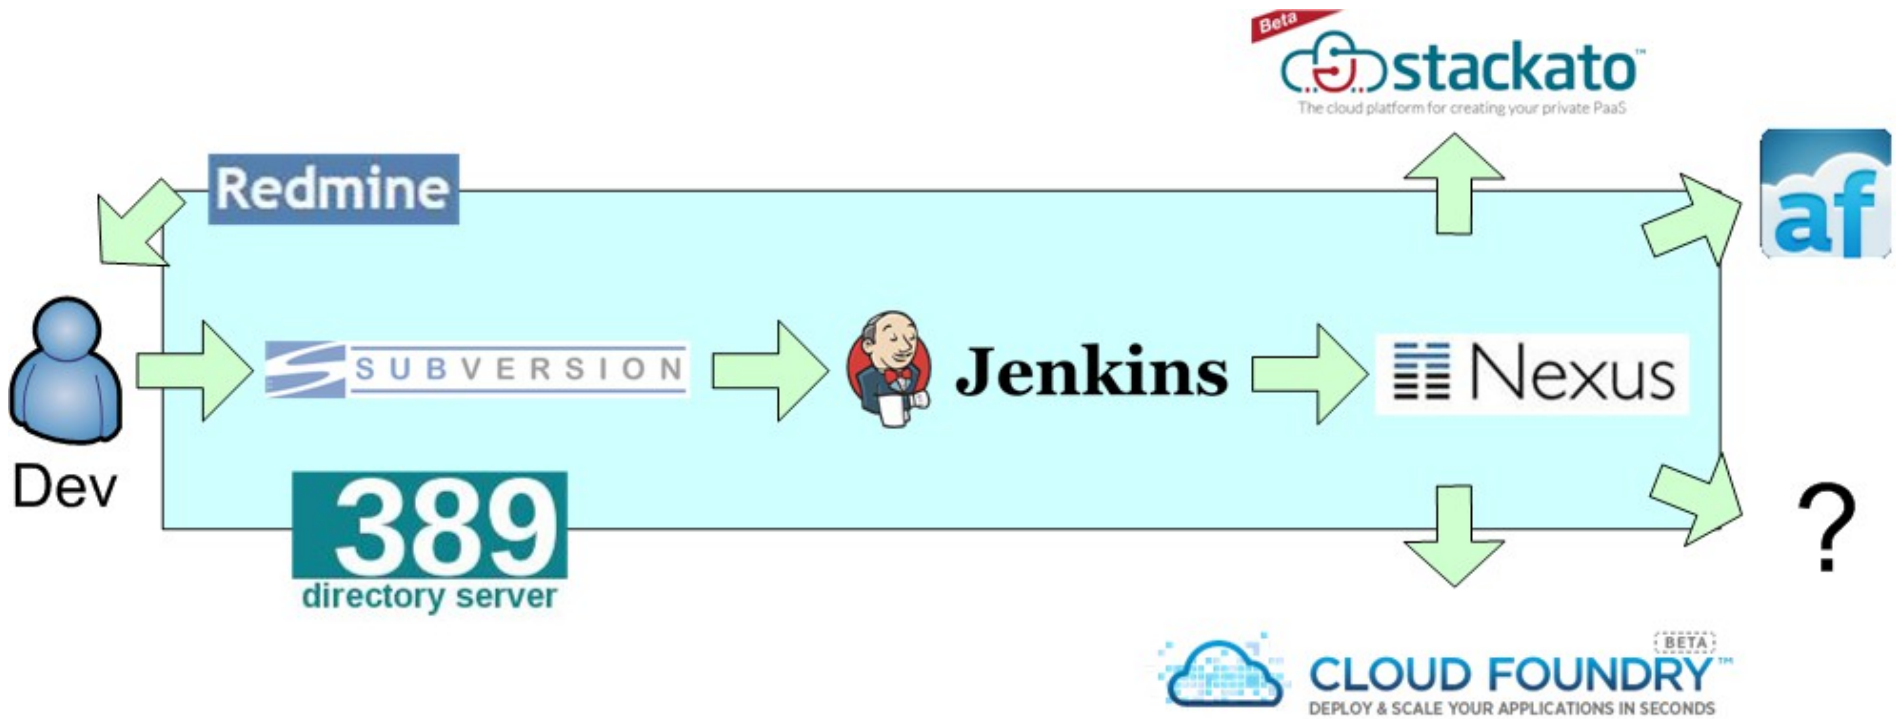 Beta
stackato™
The cloud platform for creating your private PaaS
Redmine
af
SUBVERSION
Jenkins
Nexus
Dev
389
directory server
?
BETA
CLOUD FOUNDRY™
DEPLOY & SCALE YOUR APPLICATIONS IN SECONDS